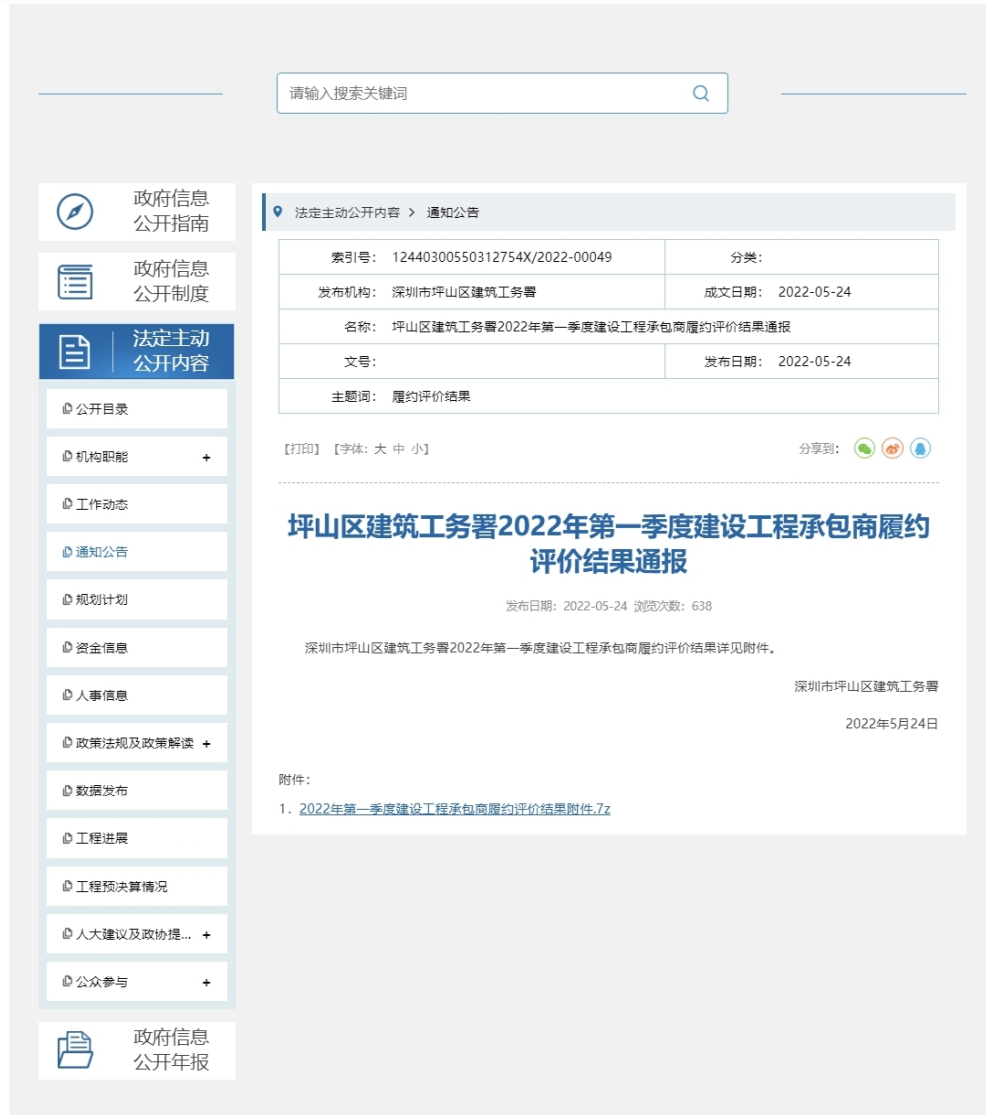 请输入搜索关键词
政府信息
公开指南
政府信息
公开制度
法定主动
公开内容
公开目录
机构职能 +
工作动态
通知公告
规划计划
资金信息
人事信息
政策法规及政策解读 +
数据发布
工程进展
工程预决算情况
人大建议及政协提... +
公众参与 +
政府信息
公开年报
法定主动公开内容 > 通知公告
索引号： 12440300550312754X/2022-00049 分类：
发布机构： 深圳市坪山区建筑工务署 成文日期： 2022-05-24
名称： 坪山区建筑工务署2022年第一季度建设工程承包商履约评价结果通报
文号： 发布日期： 2022-05-24
主题词： 履约评价结果
【打印】 【字体：大 中 小】 分享到：
坪山区建筑工务署2022年第一季度建设工程承包商履约
评价结果通报
发布日期：2022-05-24 浏览次数：638
深圳市坪山区建筑工务署2022年第一季度建设工程承包商履约评价结果详见附件。
深圳市坪山区建筑工务署
2022年5月24日
附件：
1. 2022年第一季度建设工程承包商履约评价结果附件.7z